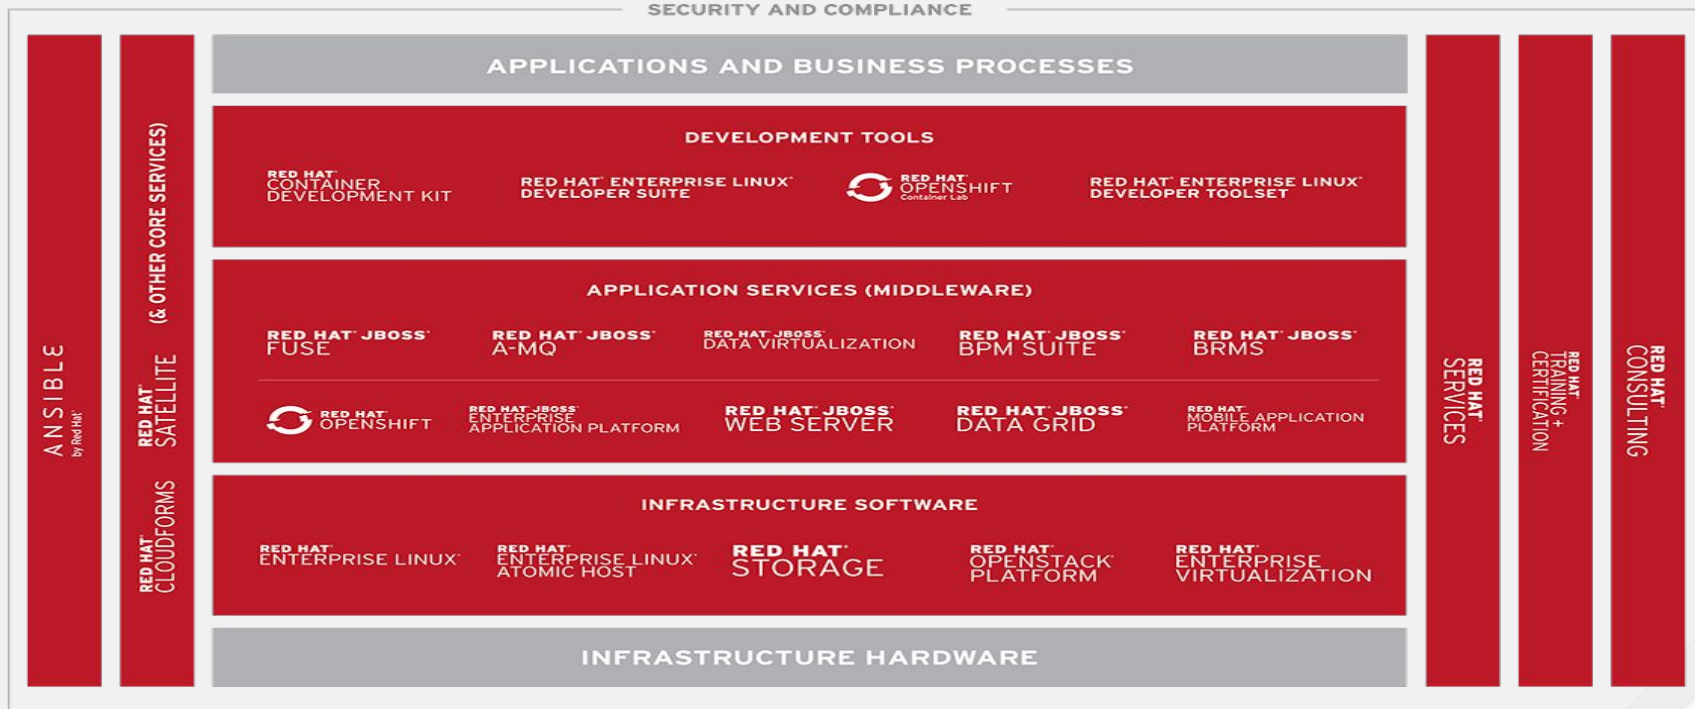 SECURITY AND COMPLIANCE
ANSIBLE
by Red Hat®
RED HAT®
CLOUDFORMS
RED HAT®
SATELLITE
(& OTHER CORE SERVICES)
APPLICATIONS AND BUSINESS PROCESSES
DEVELOPMENT TOOLS
RED HAT®
CONTAINER
DEVELOPMENT KIT
RED HAT® ENTERPRISE LINUX®
DEVELOPER SUITE
RED HAT®
OPENSHIFT
Container Lab
RED HAT® ENTERPRISE LINUX®
DEVELOPER TOOLSET
APPLICATION SERVICES (MIDDLEWARE)
RED HAT® JBOSS®
FUSE
RED HAT® JBOSS®
A-MQ
RED HAT® JBOSS®
DATA VIRTUALIZATION
RED HAT® JBOSS®
BPM SUITE
RED HAT® JBOSS®
BRMS
RED HAT®
OPENSHIFT
RED HAT® JBOSS®
ENTERPRISE
APPLICATION PLATFORM
RED HAT® JBOSS®
WEB SERVER
RED HAT® JBOSS®
DATA GRID
RED HAT®
MOBILE APPLICATION
PLATFORM
INFRASTRUCTURE SOFTWARE
RED HAT®
ENTERPRISE LINUX®
RED HAT®
ENTERPRISE LINUX®
ATOMIC HOST
RED HAT®
STORAGE
RED HAT®
OPENSTACK®
PLATFORM
RED HAT®
ENTERPRISE
VIRTUALIZATION
INFRASTRUCTURE HARDWARE
RED HAT®
SERVICES
RED HAT®
TRAINING +
CERTIFICATION
RED HAT®
CONSULTING